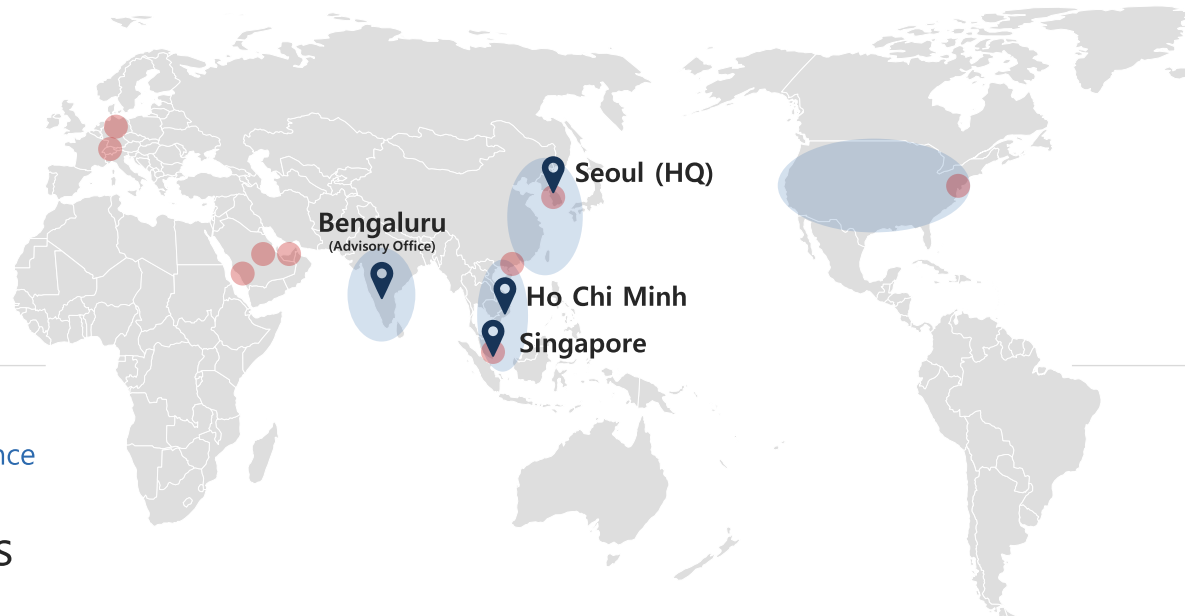 Seoul (HQ)
Bengaluru
(Advisory Office)
Ho Chi Minh
Singapore
nce
s